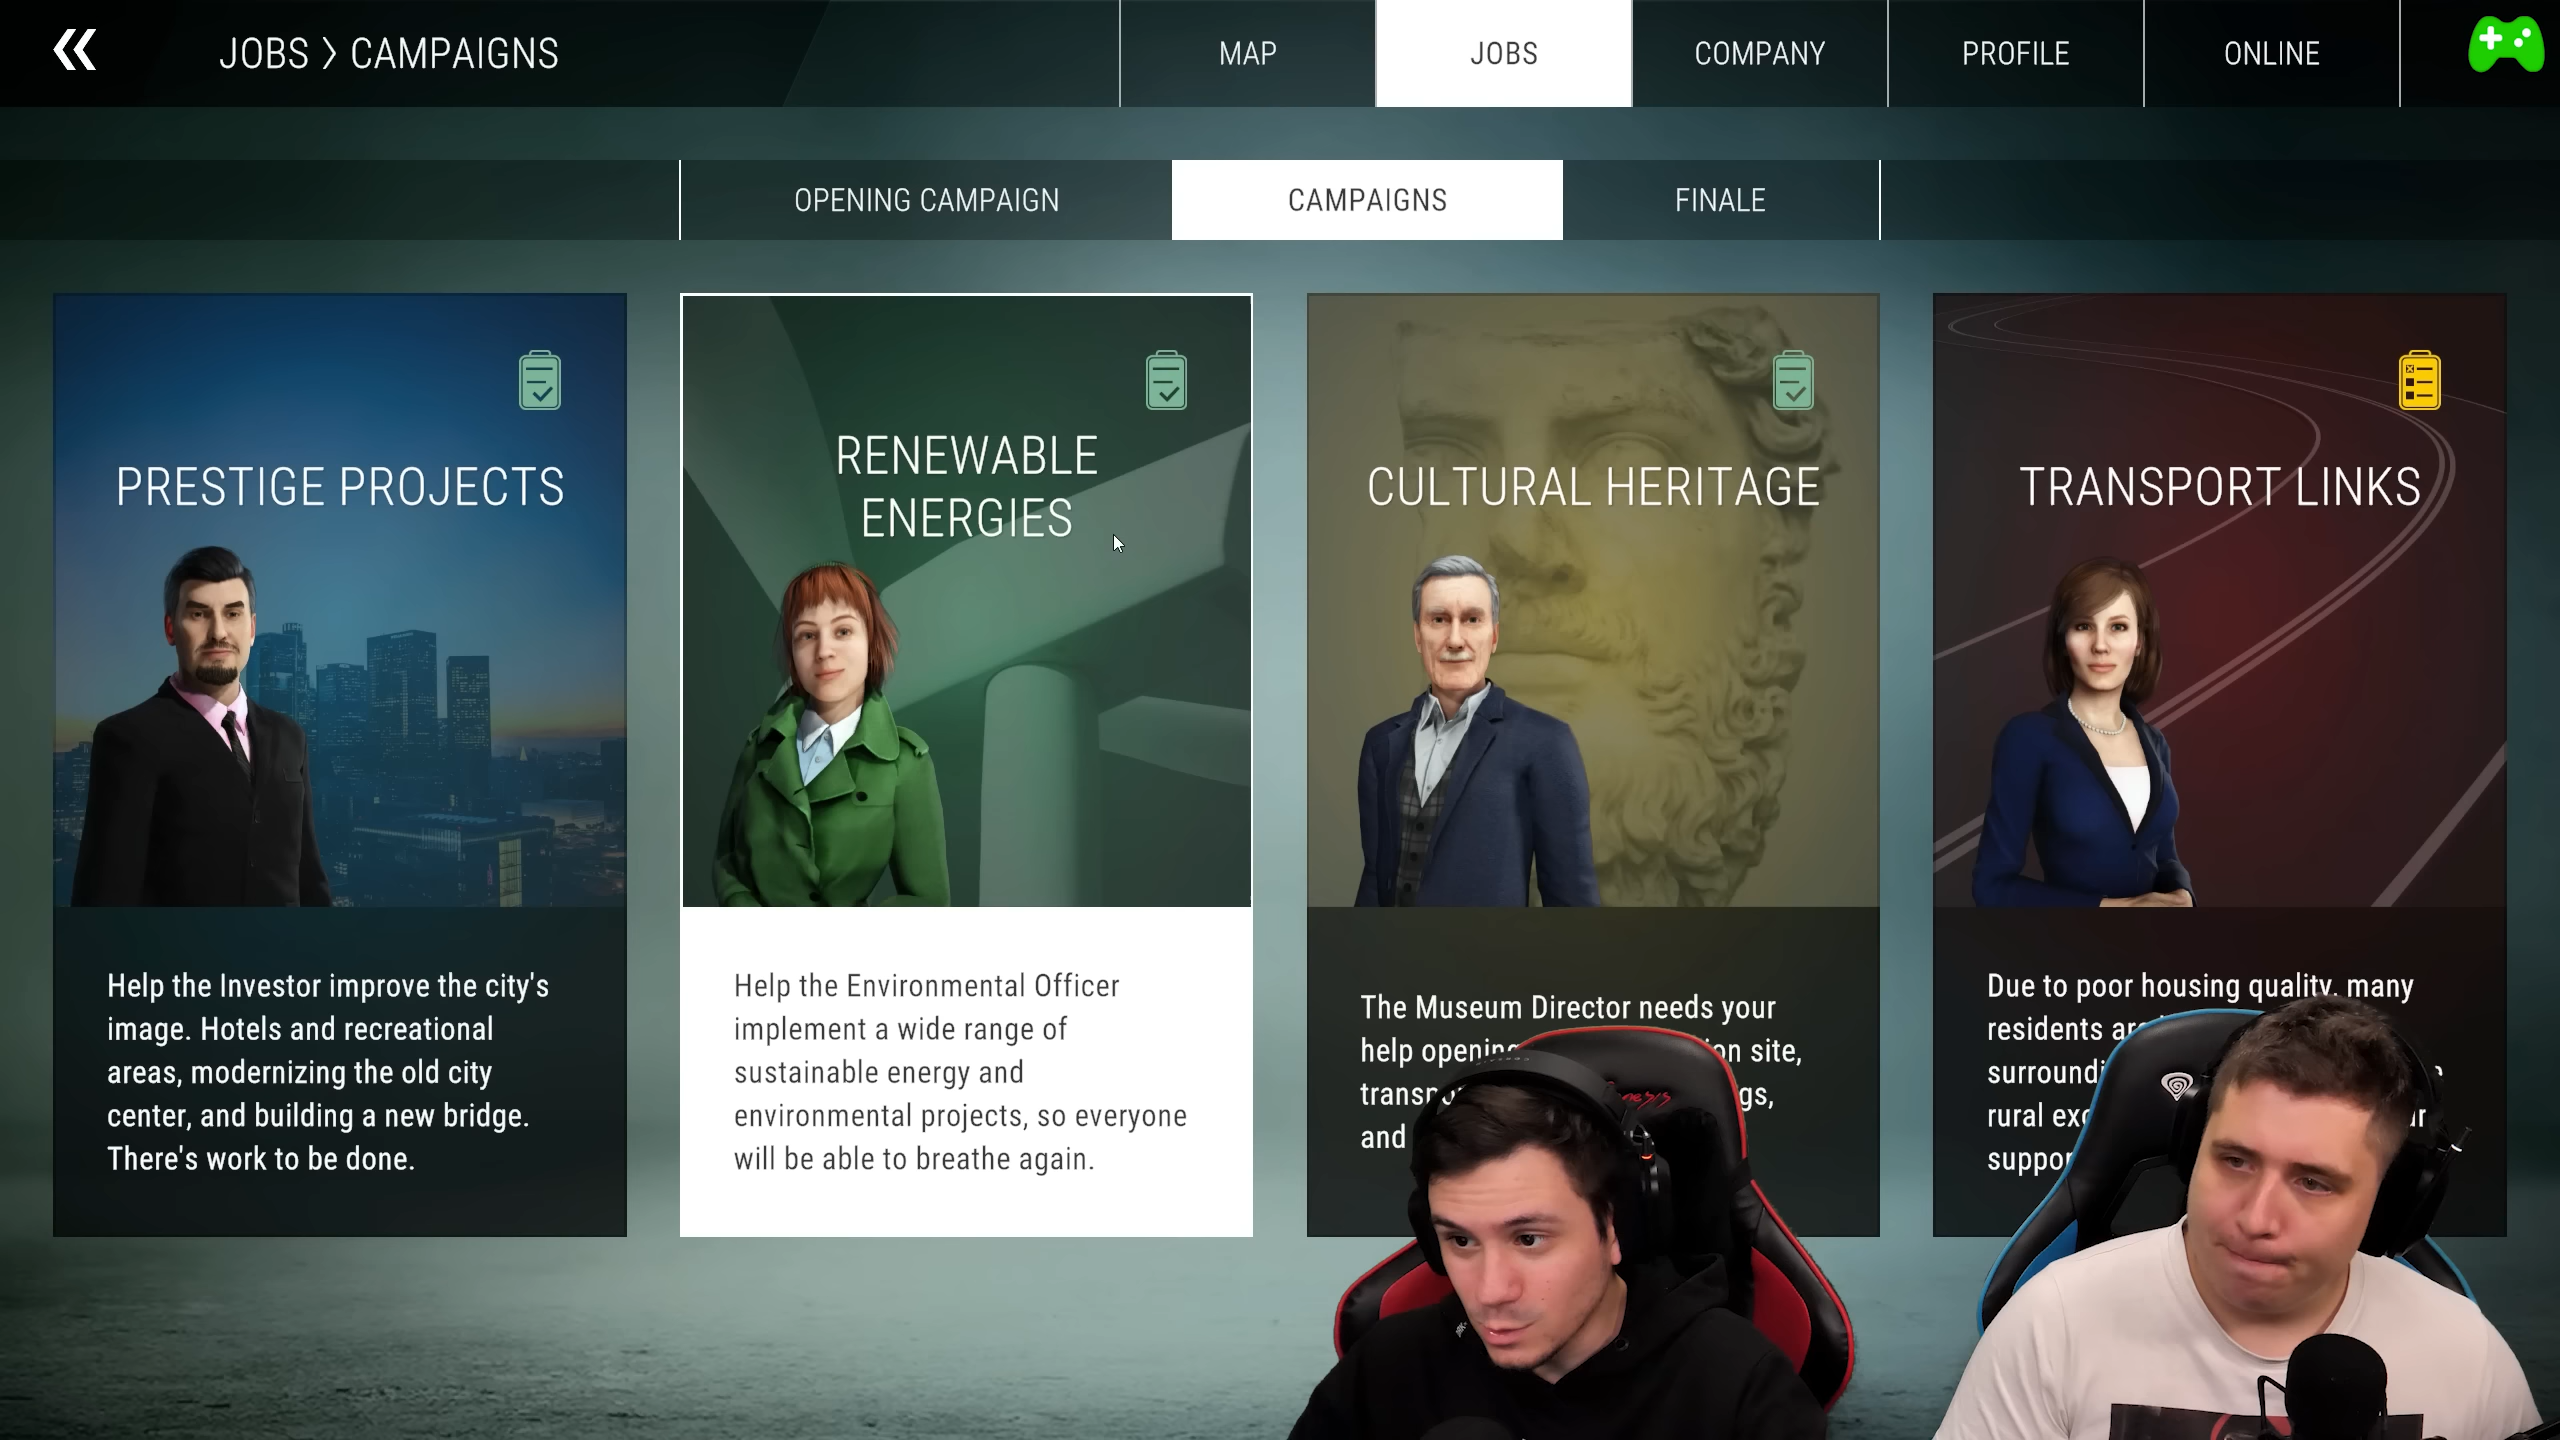 JOBS > CAMPAIGNS
MAP
JOBS
COMPANY
PROFILE
ONLINE
OPENING CAMPAIGN
CAMPAIGNS
FINALE
PRESTIGE PROJECTS
Help the Investor improve the city's
image. Hotels and recreational
areas, modernizing the old city
center, and building a new bridge.
There's work to be done.
RENEWABLE
ENERGIES
Help the Environmental Officer
implement a wide range of
sustainable energy and
environmental projects, so everyone
will be able to breathe again.
CULTURAL HERITAGE
The Museum Director needs your
help opening site,
and
TRANSPORT LINKS
Due to poor housing quality, many
residents
rural